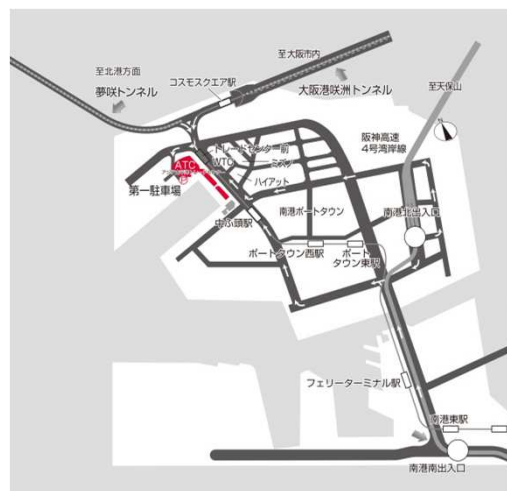 至大阪市内
至北港方面
コスモスクエア駅
夢咲トンネル
大阪港咲洲トンネル
至天保山
トレードセンター前
WTC
ミズノ
ATC
ハイアット
第一駐車場
阪神高速
4号湾岸線
南港ポートタウン
中ふ頭駅
南港北出入口
ポートタウン西駅
ポート
タウン東駅
フェリーターミナル駅
南港東駅
南港南出入口